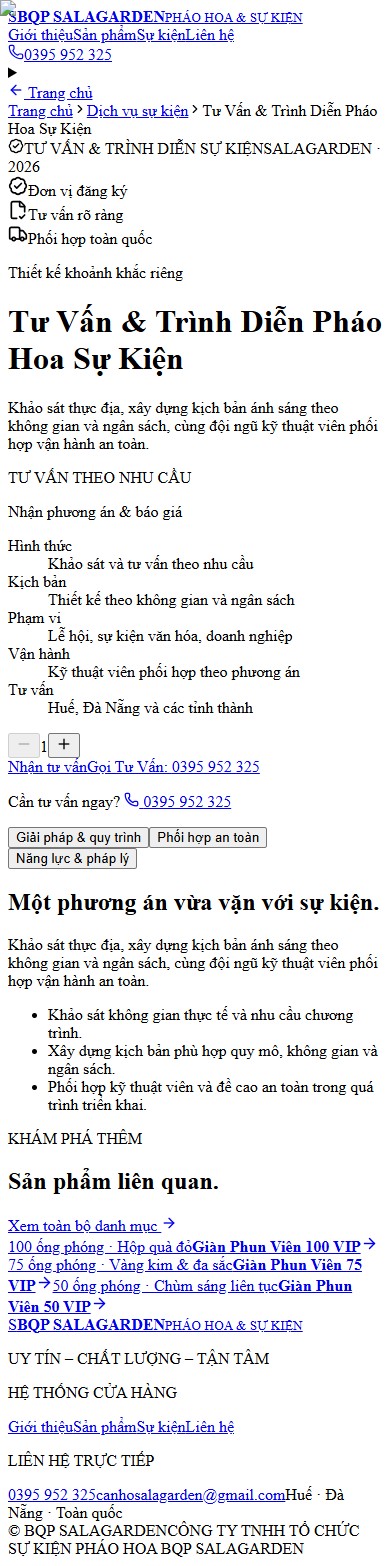 SBQP SALAGARDENPHÁO HOA & SỰ KIỆN
Giới thiệuSản phẩmSự kiệnLiên hệ
0395 952 325
Trang chủ
Trang chủ > Dịch vụ sự kiện > Tư Vấn & Trình Diễn Pháo
Hoa Sự Kiện
TƯ VẤN & TRÌNH DIỄN SỰ KIỆNSALAGARDEN ·
2026
Đơn vị đăng ký
Tư vấn rõ ràng
Phối hợp toàn quốc
Thiết kế khoảnh khắc riêng
Tư Vấn & Trình Diễn Pháo
Hoa Sự Kiện
Khảo sát thực địa, xây dựng kịch bản ánh sáng theo
không gian và ngân sách, cùng đội ngũ kỹ thuật viên phối
hợp vận hành an toàn.
TƯ VẤN THEO NHU CẦU
Nhận phương án & báo giá
Hình thức
Khảo sát và tư vấn theo nhu cầu
Kịch bản
Thiết kế theo không gian và ngân sách
Phạm vi
Lễ hội, sự kiện văn hóa, doanh nghiệp
Vận hành
Kỹ thuật viên phối hợp theo phương án
Tư vấn
Huế, Đà Nẵng và các tỉnh thành
− 1 +
Nhận tư vấnGọi Tư Vấn: 0395 952 325
Cần tư vấn ngay? 0395 952 325
Giải pháp & quy trình Phối hợp an toàn
Năng lực & pháp lý
Một phương án vừa vặn với sự kiện.
Khảo sát thực địa, xây dựng kịch bản ánh sáng theo
không gian và ngân sách, cùng đội ngũ kỹ thuật viên phối
hợp vận hành an toàn.
• Khảo sát không gian thực tế và nhu cầu chương
trình.
• Xây dựng kịch bản phù hợp quy mô, không gian và
ngân sách.
• Phối hợp kỹ thuật viên và đề cao an toàn trong quá
trình triển khai.
KHÁM PHÁ THÊM
Sản phẩm liên quan.
Xem toàn bộ danh mục →
100 ống phóng · Hộp quà đỏGiàn Phun Viên 100 VIP→
75 ống phóng · Vàng kim & đa sắcGiàn Phun Viên 75
VIP→50 ống phóng · Chùm sáng liên tụcGiàn Phun
Viên 50 VIP→
SBQP SALAGARDENPHÁO HOA & SỰ KIỆN
UY TÍN – CHẤT LƯỢNG – TẬN TÂM
HỆ THỐNG CỬA HÀNG
Giới thiệuSản phẩmSự kiệnLiên hệ
LIÊN HỆ TRỰC TIẾP
0395 952 325canhosalagarden@gmail.comHuế · Đà
Nẵng · Toàn quốc
© BQP SALAGARDENCÔNG TY TNHH TỔ CHỨC
SỰ KIỆN PHÁO HOA BQP SALAGARDEN